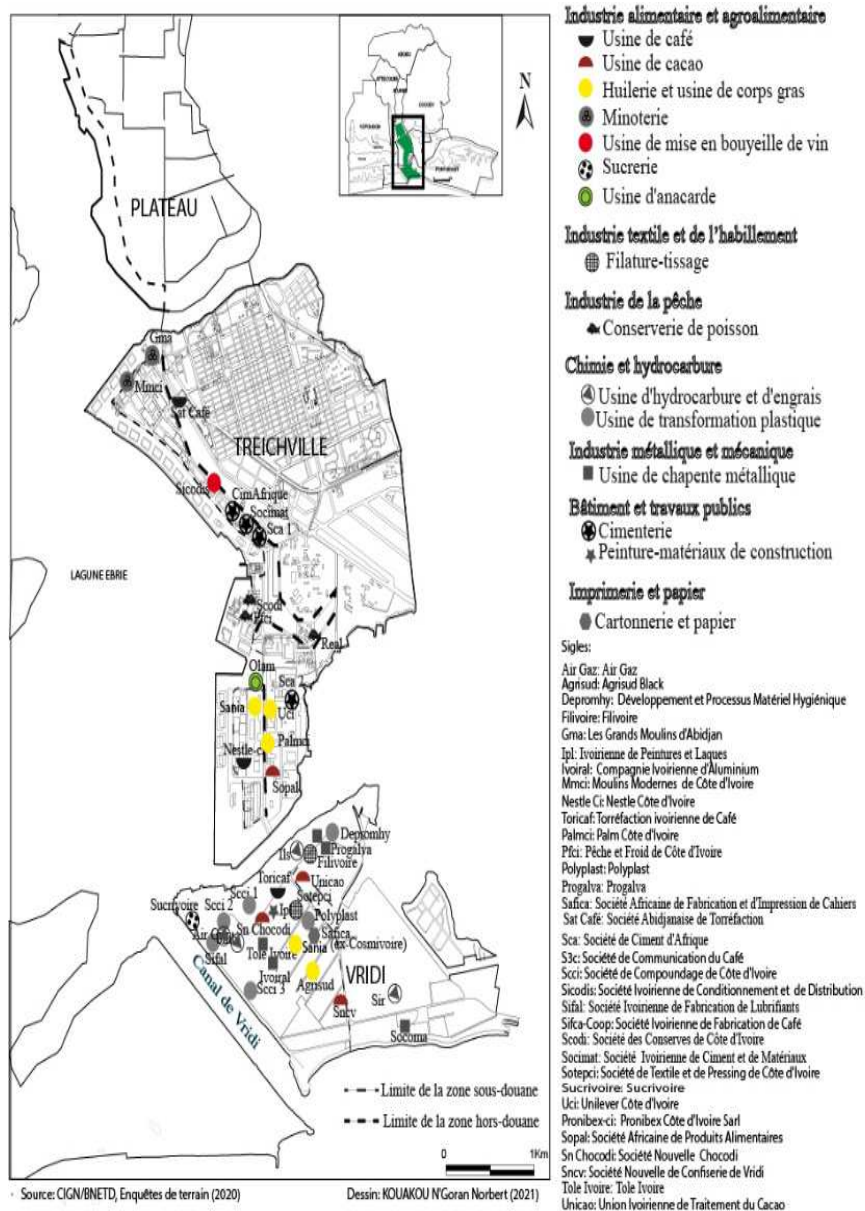 Industrie alimentaire et agroalimentaire
Usine de café
Usine de cacao
Huilerie et usine de corps gras
Minoterie
Usine de mise en bouyeille de vin
Sucrerie
Usine d'anacarde
Industrie textile et de l'habillement
Filature-tissage
Industrie de la pêche
Conserverie de poisson
Chimie et hydrocarbure
Usine d'hydrocarbure et d'engrais
Usine de transformation plastique
Industrie métallique et mécanique
Usine de chapente métallique
Bâtiment et travaux publics
Cimenterie
Peinture-matériaux de construction
Imprimerie et papier
Cartonnerie et papier
Sigles:
Air Gaz: Air Gaz
Agrisud: Agrisud Black
Depromhy: Développement et Processus Matériel Hygiénique
Filivoire: Filivoire
Gma: Les Grands Moulins d'Abidjan
Ipl: Ivoirienne de Peintures et Laques
Ivoiral: Compagnie Ivoirienne d'Aluminium
Mmci: Moulins Modernes de Côte d'Ivoire
Nestle Ci: Nestle Côte d'Ivoire
Toricaf: Torréfaction ivoirienne de Café
Palmci: Palm Côte d'Ivoire
Pfci: Pêche et Froid de Côte d'Ivoire
Polyplast: Polyplast
Progalva: Progalva
Safica: Société Africaine de Fabrication et d'Impression de Cahiers
Sat Café: Société Abidjanaise de Torréfaction
Sca: Société de Ciment d'Afrique
S3c: Société de Communication du Café
Scci: Société de Compoundage de Côte d'Ivoire
Sicodis: Société Ivoirienne de Conditionnement et de Distribution
Sifal: Société Ivoirienne de Fabrication de Lubrifiants
Sifca-Coop: Société Ivoirienne de Fabrication de Café
Scodi: Société des Conserves de Côte d'Ivoire
Socimat: Société Ivoirienne de Ciment et de Matériaux
Sotepci: Société de Textile et de Pressing de Côte d'Ivoire
Sucrivoire: Sucrivoire
Uci: Unilever Côte d'Ivoire
Pronibex-ci: Pronibex Côte d'Ivoire Sarl
Sopal: Société Africaine de Produits Alimentaires
Sn Chocodi: Société Nouvelle Chocodi
Sncv: Société Nouvelle de Confiserie de Vridi
Tole Ivoire: Tole Ivoire
Unicao: Union Ivoirienne de Traitement du Cacao
N
PLATEAU
Gma
Mmci
Sat Café
TREICHVILLE
Sicodis
CimAfrique
Socimat
Sca 1
LAGUNE EBRIE
Scodi
Pfci
Real
Olam
Sca
Sania
Uci
Palmci
Nestle-c
Sopal
Depromhy
Progalya
Ils
Filivoire
Unicao
Toricaf
Sotepci
Scci 1
Ipl
Sucrivoire
Scci 2
Polyplast
Sn Chocodi
Safica
Air
Sania
(ex-Cosmivoire)
Sifal
Tole Ivoire
Ivoiral
VRIDI
Agrisud
Scci 3
Sir
Sncv
Canal de Vridi
Socoma
Limite de la zone sous-douane
Limite de la zone hors-douane
0 1Km
Source: CIGN/BNETD, Enquêtes de terrain (2020)
Dessin: KOUAKOU N'Goran Norbert (2021)